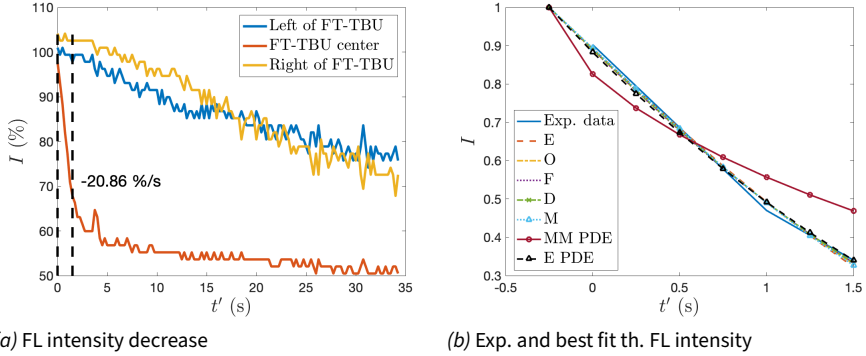 110
100
90
80
70
60
50
I (%)
0
5
10
15
20
25
30
35
t′ (s)
Left of FT-TBU
FT-TBU center
Right of FT-TBU
-20.86 %/s
(a) FL intensity decrease
1
0.9
0.8
0.7
0.6
0.5
0.4
0.3
I
-0.5
0
0.5
1
1.5
t′ (s)
Exp. data
E
O
F
D
M
MM PDE
E PDE
(b) Exp. and best fit th. FL intensity